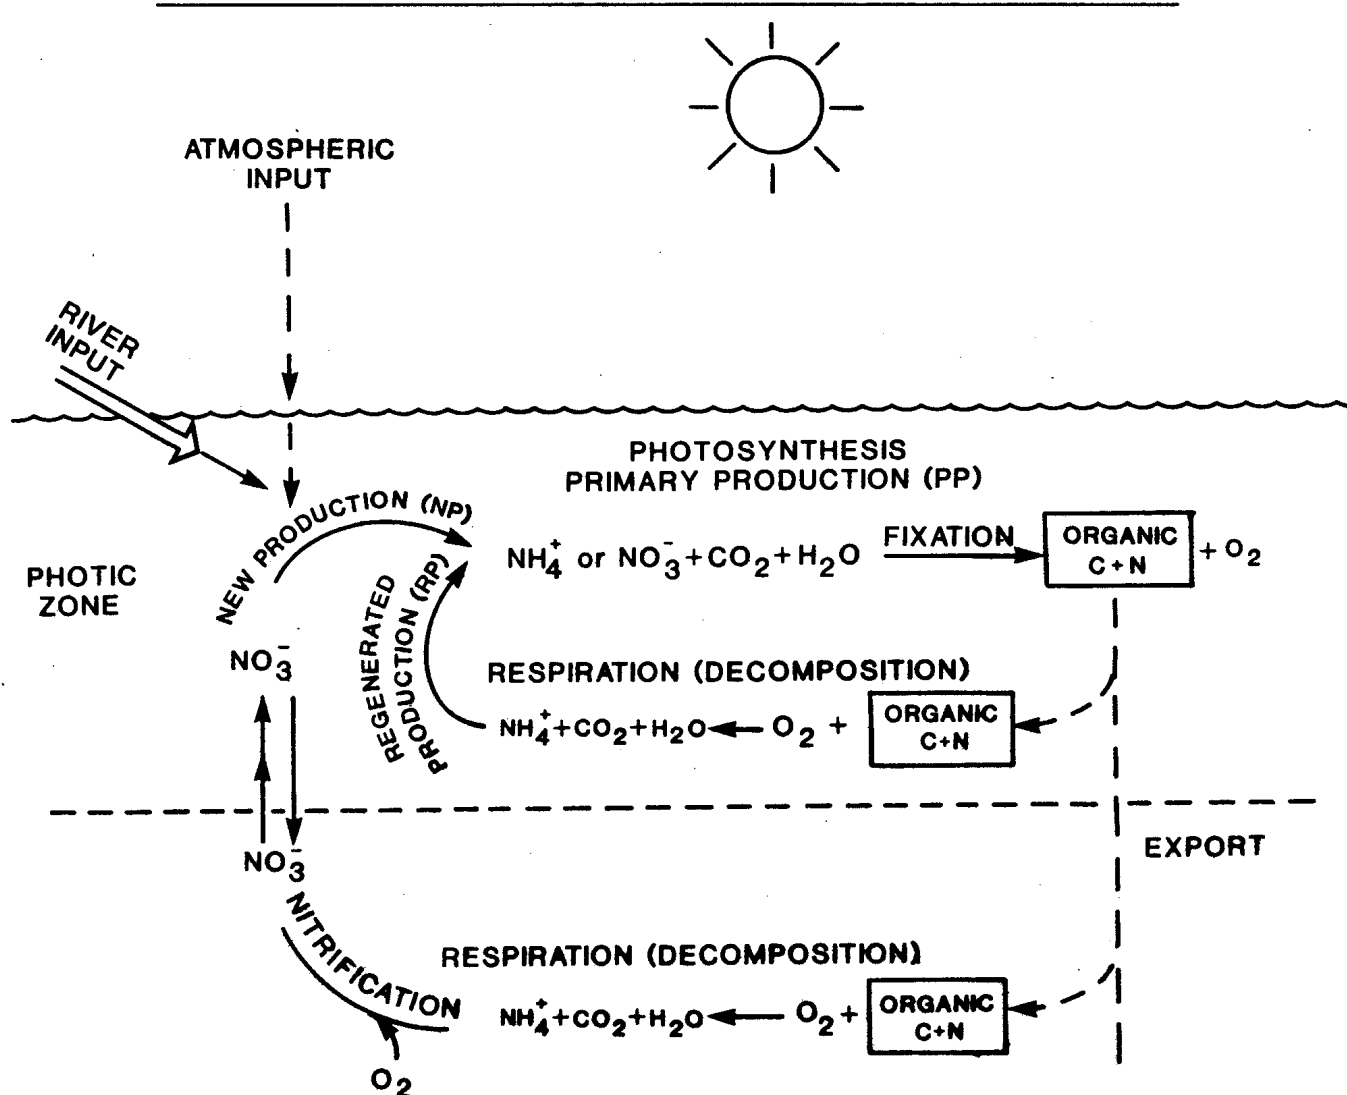 ATMOSPHERIC
INPUT
RIVER
INPUT
PHOTOSYNTHESIS
PRIMARY PRODUCTION (PP)
NEW PRODUCTION (NP)
NH₄⁺ or NO₃⁻+CO₂+H₂O
FIXATION
ORGANIC
C+N
+ O₂
PHOTIC
ZONE
REGENERATED
PRODUCTION (RP)
NO₃⁻
RESPIRATION (DECOMPOSITION)
NH₄⁺+CO₂+H₂O
O₂ +
ORGANIC
C+N
EXPORT
NO₃⁻
NITRIFICATION
RESPIRATION (DECOMPOSITION)
NH₄⁺+CO₂+H₂O
O₂ +
ORGANIC
C+N
O₂